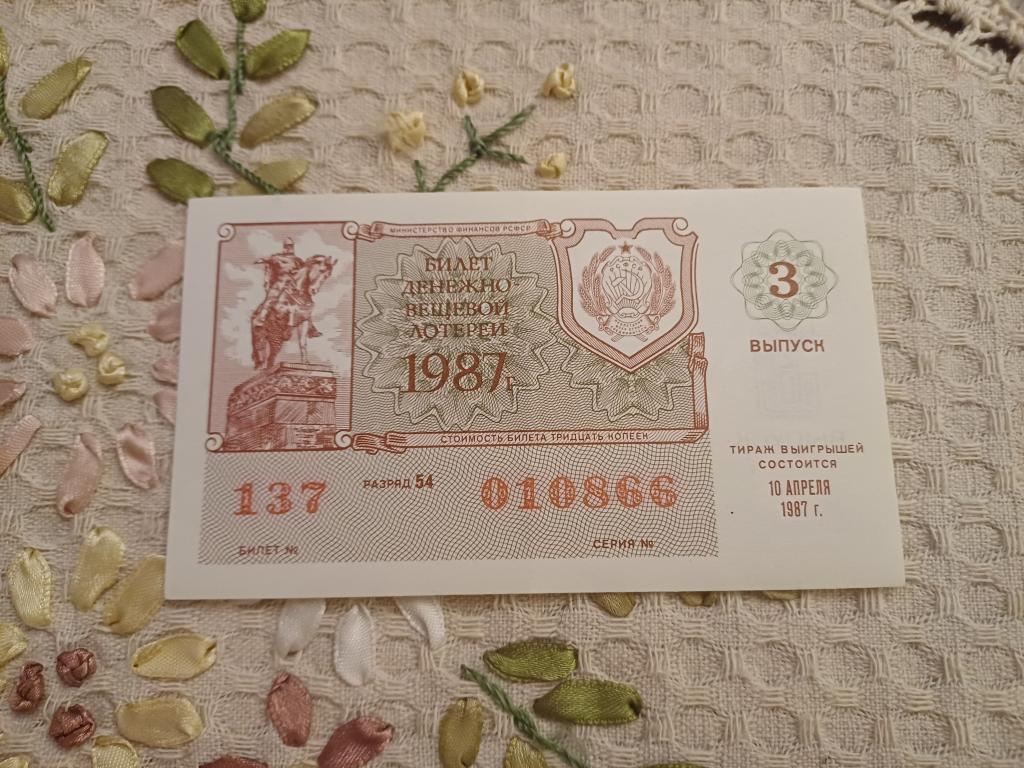 МИНИСТЕРСТВО ФИНАНСОВ РСФСР
БИЛЕТ
ДЕНЕЖНО-
ВЕЩЕВОЙ
ЛОТЕРЕИ
1987 г.
СТОИМОСТЬ БИЛЕТА ТРИДЦАТЬ КОПЕЕК
137
РАЗРЯД 54
010866
БИЛЕТ №
СЕРИЯ №
3
ВЫПУСК
ТИРАЖ ВЫИГРЫШЕЙ
СОСТОИТСЯ
10 АПРЕЛЯ
1987 г.